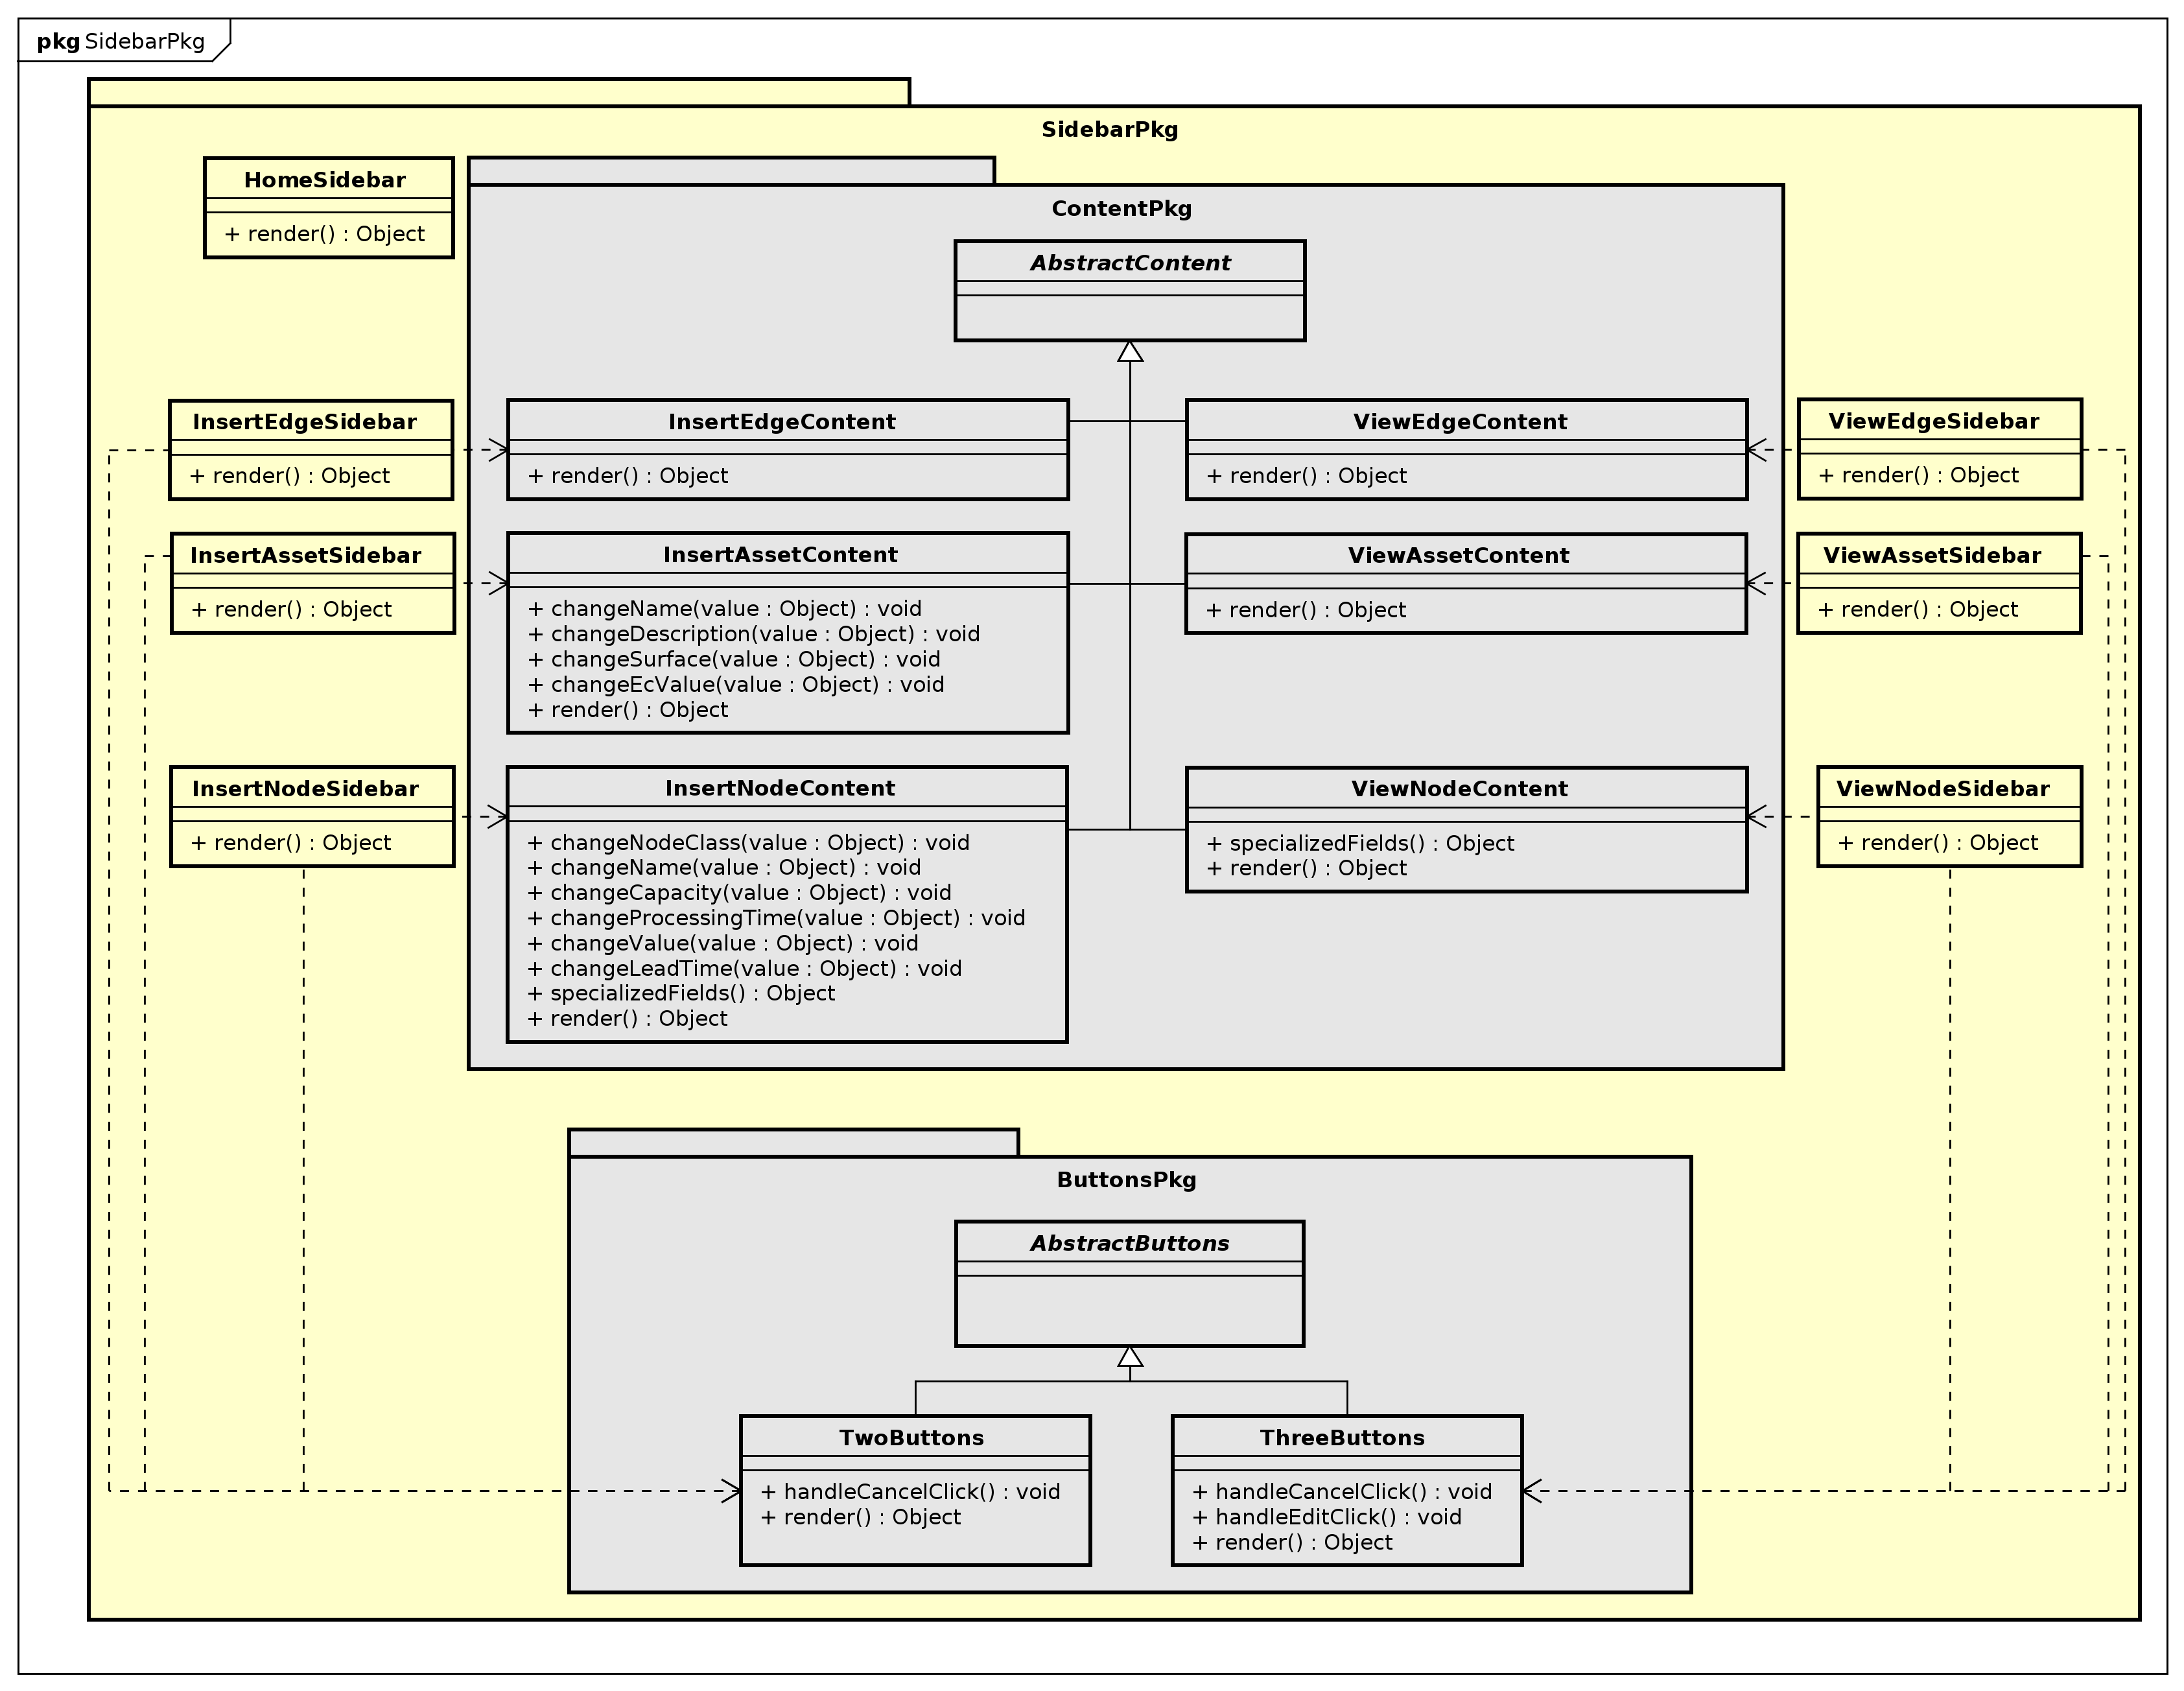 pkg SidebarPkg
SidebarPkg
HomeSidebar
+ render() : Object
ContentPkg
AbstractContent
InsertEdgeSidebar
+ render() : Object
InsertEdgeContent
+ render() : Object
ViewEdgeContent
+ render() : Object
ViewEdgeSidebar
+ render() : Object
InsertAssetSidebar
+ render() : Object
InsertAssetContent
+ changeName(value : Object) : void
+ changeDescription(value : Object) : void
+ changeSurface(value : Object) : void
+ changeEcValue(value : Object) : void
+ render() : Object
ViewAssetContent
+ render() : Object
ViewAssetSidebar
+ render() : Object
InsertNodeSidebar
+ render() : Object
InsertNodeContent
+ changeNodeClass(value : Object) : void
+ changeName(value : Object) : void
+ changeCapacity(value : Object) : void
+ changeProcessingTime(value : Object) : void
+ changeValue(value : Object) : void
+ changeLeadTime(value : Object) : void
+ specializedFields() : Object
+ render() : Object
ViewNodeContent
+ specializedFields() : Object
+ render() : Object
ViewNodeSidebar
+ render() : Object
ButtonsPkg
AbstractButtons
TwoButtons
+ handleCancelClick() : void
+ render() : Object
ThreeButtons
+ handleCancelClick() : void
+ handleEditClick() : void
+ render() : Object